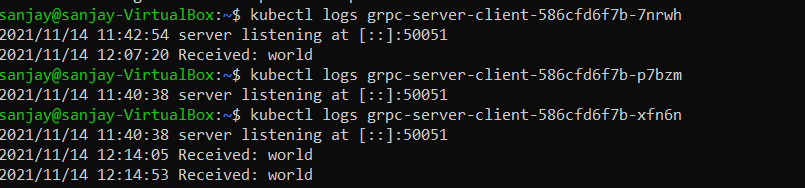 sanjay@sanjay-VirtualBox:~$ kubectl logs grpc-server-client-586cfd6f7b-7nrwh
2021/11/14 11:42:54 server listening at [::]:50051
2021/11/14 12:07:20 Received: world
sanjay@sanjay-VirtualBox:~$ kubectl logs grpc-server-client-586cfd6f7b-p7bzm
2021/11/14 11:40:38 server listening at [::]:50051
sanjay@sanjay-VirtualBox:~$ kubectl logs grpc-server-client-586cfd6f7b-xfn6n
2021/11/14 11:40:38 server listening at [::]:50051
2021/11/14 12:14:05 Received: world
2021/11/14 12:14:53 Received: world